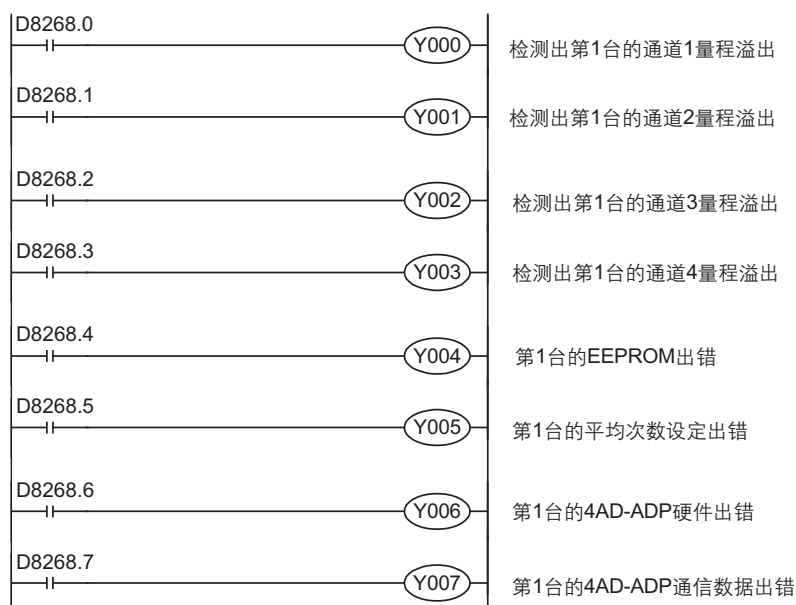 D8268.0
Y000 检测出第1台的通道1量程溢出
D8268.1
Y001 检测出第1台的通道2量程溢出
D8268.2
Y002 检测出第1台的通道3量程溢出
D8268.3
Y003 检测出第1台的通道4量程溢出
D8268.4
Y004 第1台的EEPROM出错
D8268.5
Y005 第1台的平均次数设定出错
D8268.6
Y006 第1台的4AD-ADP硬件出错
D8268.7
Y007 第1台的4AD-ADP通信数据出错